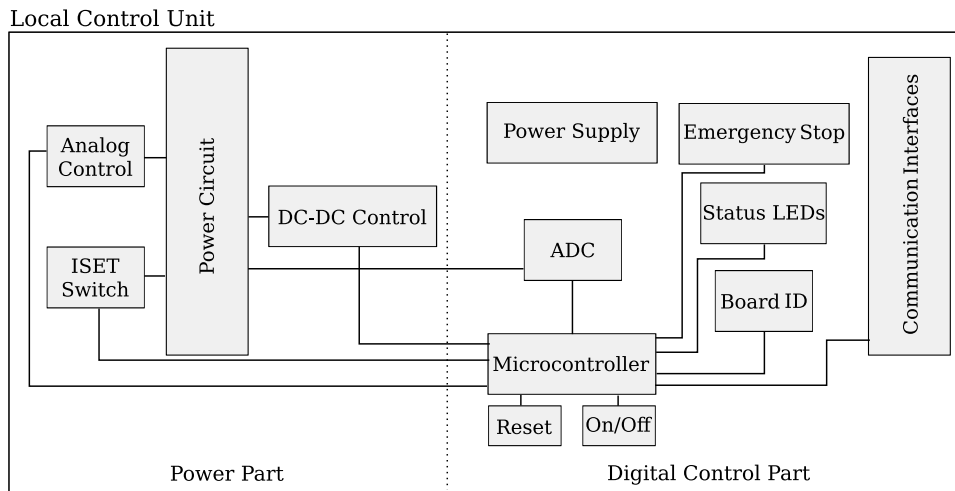 Local Control Unit
Analog
Control
ISET
Switch
Power Circuit
DC-DC Control
Power Supply
Emergency Stop
Status LEDs
ADC
Board ID
Microcontroller
Reset
On/Off
Communication Interfaces
Power Part
Digital Control Part